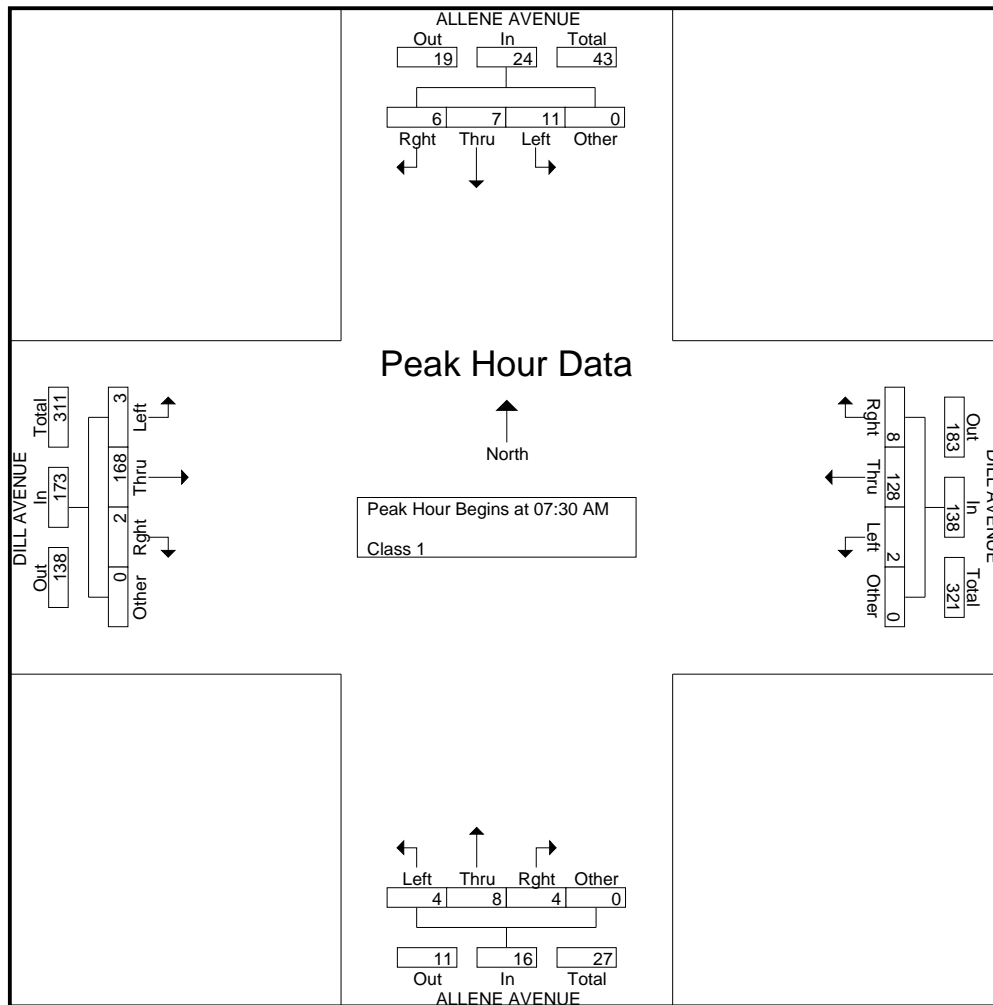 ALLENE AVENUE
Out In Total
19 24 43
6 7 11 0
Rght Thru Left Other
Peak Hour Data
North
Peak Hour Begins at 07:30 AM
Class 1
DILL AVENUE
Out In Total
138 173 311
3 168 2 0
Left Thru Rght Other
Rght Thru Left Other
8 128 2 0
Out In Total
183 138 321
DILL AVENUE
Left Thru Rght Other
4 8 4 0
11 16 27
Out In Total
ALLENE AVENUE